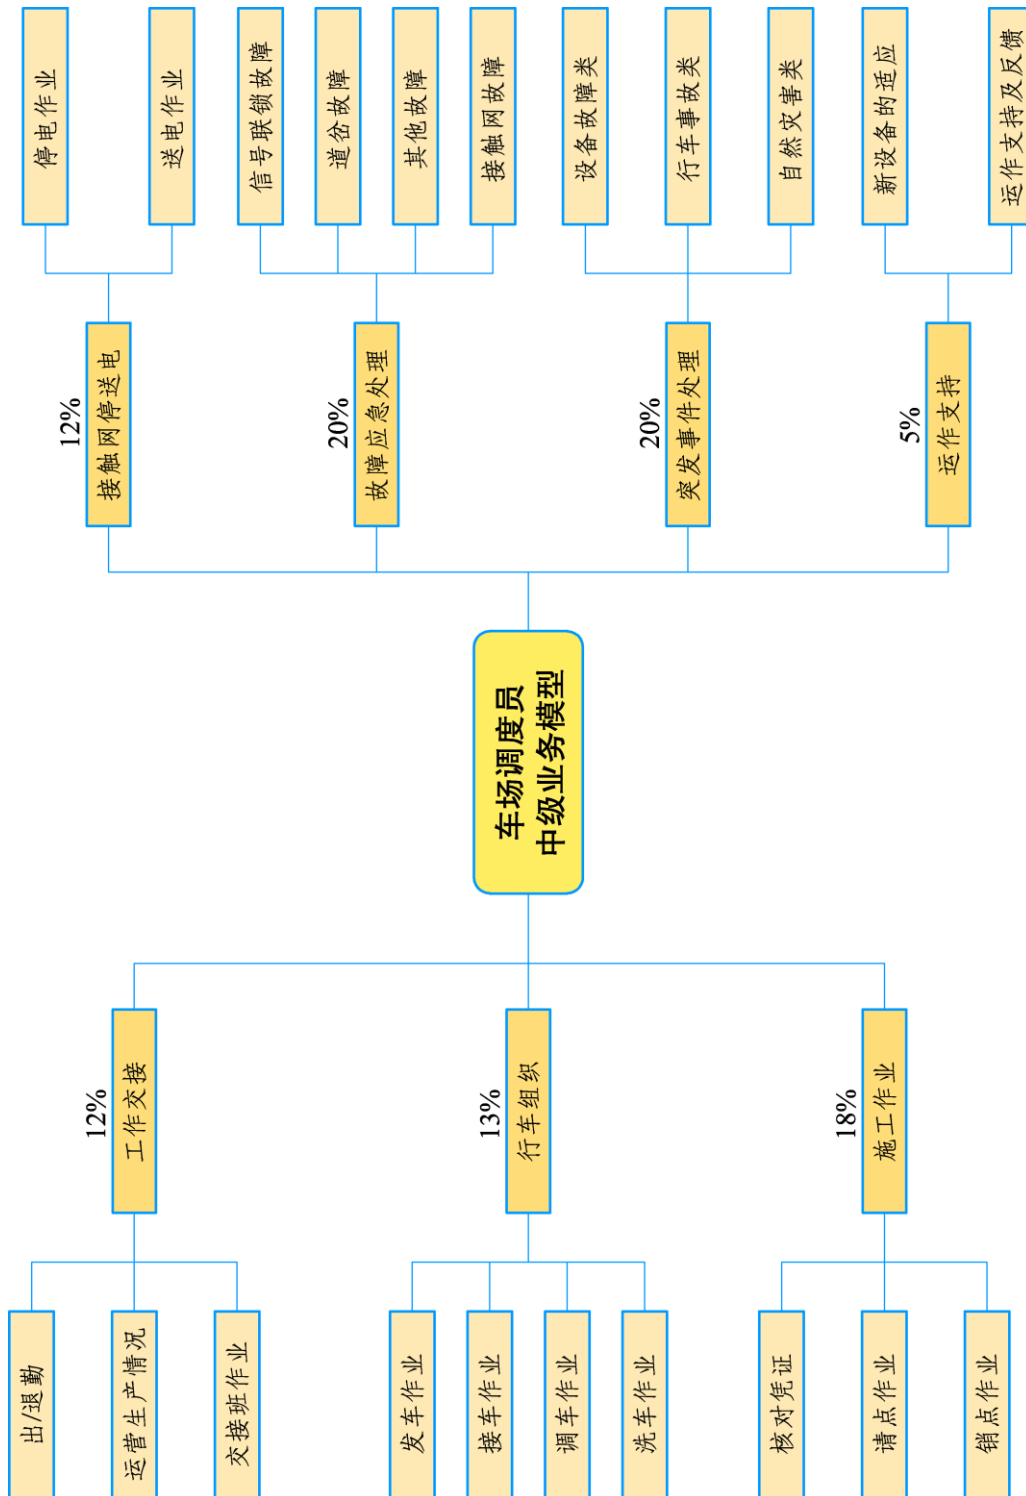 车场调度员
中级业务模型
12%
工作交接
出/退勤
运营生产情况
交接班作业
13%
行车组织
发车作业
接车作业
调车作业
洗车作业
18%
施工作业
核对凭证
请点作业
销点作业
12%
接触网停送电
停电作业
送电作业
20%
故障应急处理
信号联锁故障
道岔故障
其他故障
接触网故障
20%
突发事件处理
设备故障类
行车事故类
自然灾害类
5%
运作支持
新设备的适应
运作支持及反馈